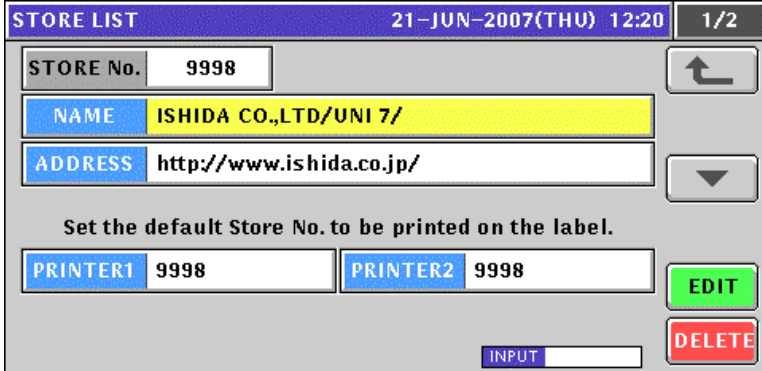 STORE LIST 21-JUN-2007(THU) 12:20 1/2
STORE No. 9998
NAME ISHIDA CO.,LTD/UNI 7/
ADDRESS http://www.ishida.co.jp/
Set the default Store No. to be printed on the label.
PRINTER1 9998 PRINTER2 9998
EDIT
DELETE
INPUT